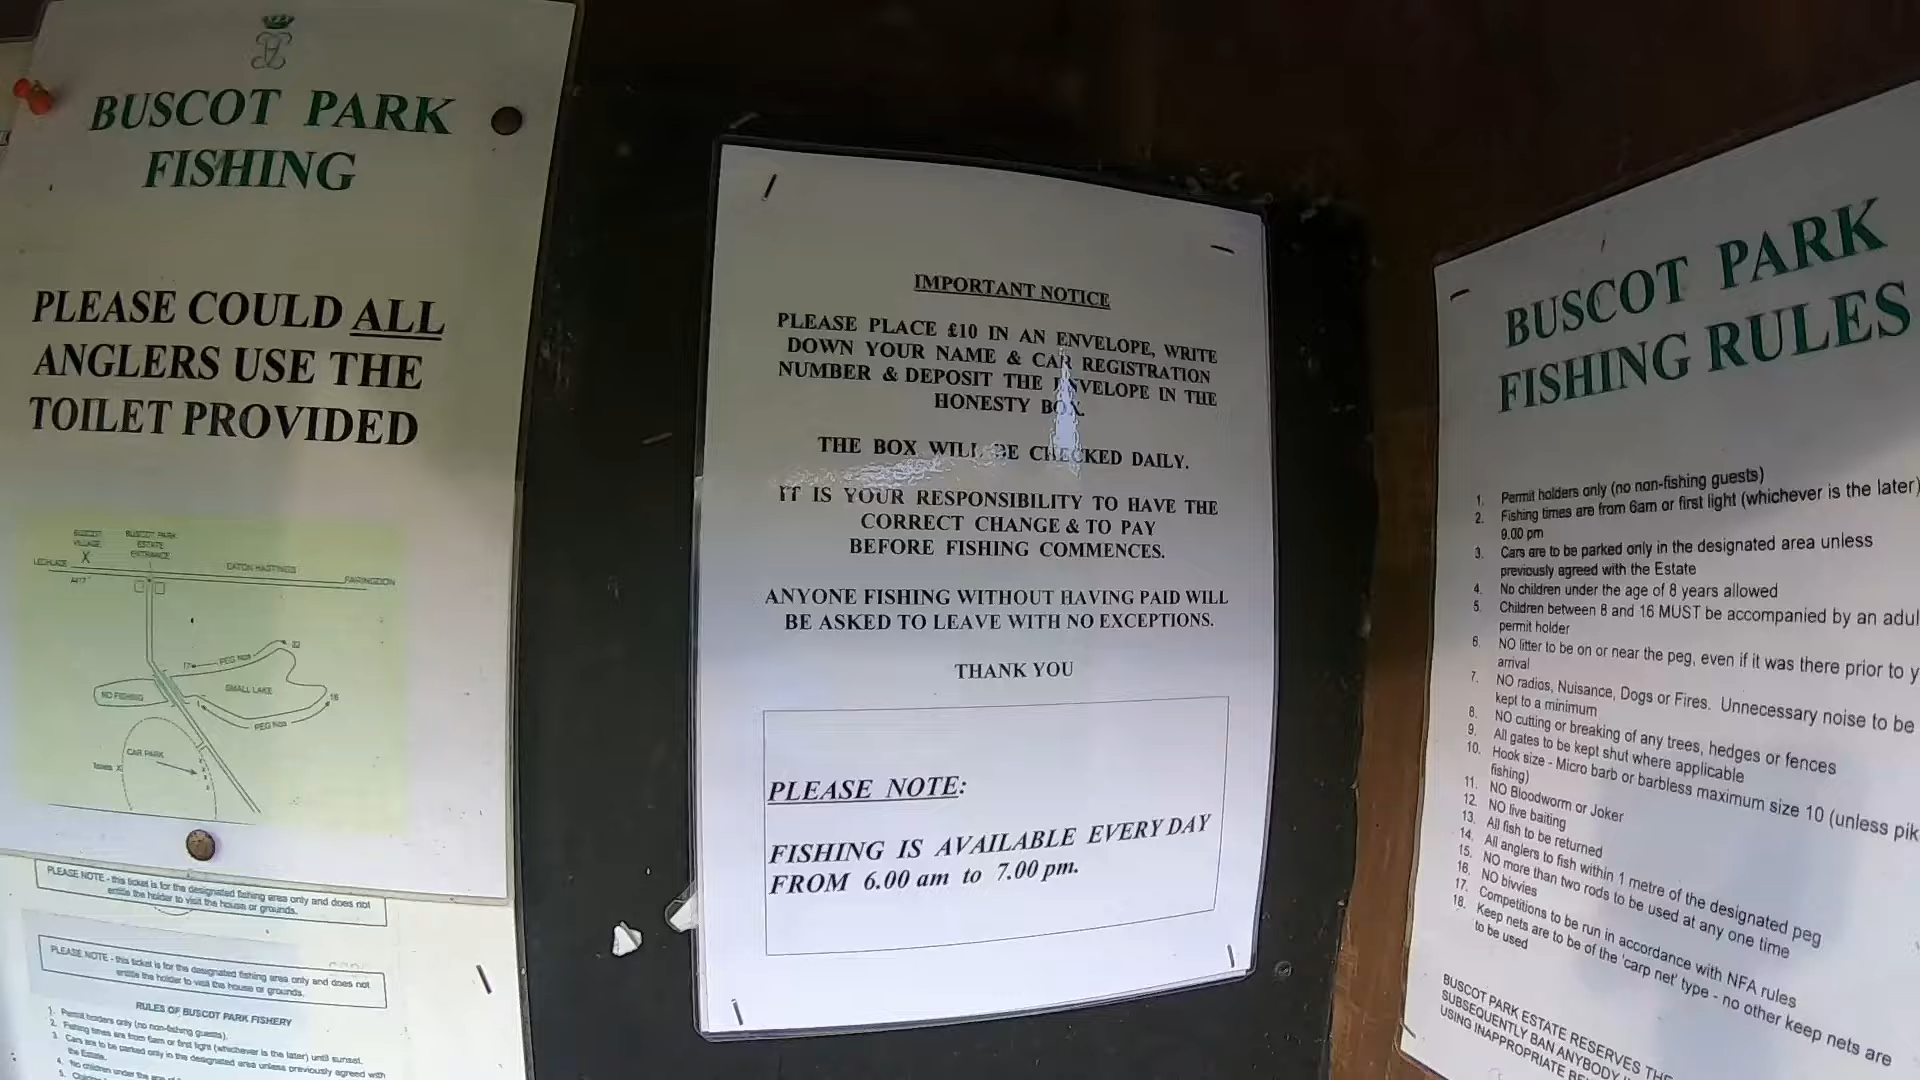 BUSCOT PARK
FISHING
PLEASE COULD ALL
ANGLERS USE THE
TOILET PROVIDED
BUSCOT
VILLAGE
X
BUSCOT PARK
ESTATE
ENTRANCE
LECHLADE
A417
EATON HASTINGS
FARINGDON
17
PEG Nos
32
NO FISHING
SMALL LAKE
1
16
PEG Nos
CAR PARK
X
PLEASE NOTE - this ticket is for the designated fishing area only and does not
entitle the holder to visit the house or grounds.
PLEASE NOTE - this ticket is for the designated fishing area only and does not
entitle the holder to visit the house or grounds.
RULES OF BUSCOT PARK FISHERY
1. Permit holders only (no non-fishing guests).
2. Fishing times are from 6am or first light (whichever is the later) until sunset.
3. Cars are to be parked only in the designated area unless previously agreed with
the Estate.
4. No children under the age of
5.
IMPORTANT NOTICE
PLEASE PLACE £10 IN AN ENVELOPE, WRITE
DOWN YOUR NAME & CAR REGISTRATION
NUMBER & DEPOSIT THE ENVELOPE IN THE
HONESTY BOX.
THE BOX WILL BE CHECKED DAILY.
IT IS YOUR RESPONSIBILITY TO HAVE THE
CORRECT CHANGE & TO PAY
BEFORE FISHING COMMENCES.
ANYONE FISHING WITHOUT HAVING PAID WILL
BE ASKED TO LEAVE WITH NO EXCEPTIONS.
THANK YOU
PLEASE NOTE:
FISHING IS AVAILABLE EVERY DAY
FROM 6.00 am to 7.00 pm.
BUSCOT PARK
FISHING RULES
1. Permit holders only (no non-fishing guests)
2. Fishing times are from 6am or first light (whichever is the later)
9.00 pm
3. Cars are to be parked only in the designated area unless
previously agreed with the Estate
4. No children under the age of 8 years allowed
5. Children between 8 and 16 MUST be accompanied by an adul
permit holder
6. NO litter to be on or near the peg, even if it was there prior to y
arrival
7. NO radios, Nuisance, Dogs or Fires. Unnecessary noise to be
kept to a minimum
8. NO cutting or breaking of any trees, hedges or fences
9. All gates to be kept shut where applicable
10. Hook size - Micro barb or barbless maximum size 10 (unless pik
fishing)
11. NO Bloodworm or Joker
12. NO live baiting
13. All fish to be returned
14. All anglers to fish within 1 metre of the designated peg
15. NO more than two rods to be used at any one time
16. NO bivvies
17. Competitions to be run in accordance with NFA rules
18. Keep nets are to be of the 'carp net' type - no other keep nets are
to be used
BUSCOT PARK ESTATE RESERVES THE
SUBSEQUENTLY BAN ANYBODY
USING INAPPROPRIATE BE